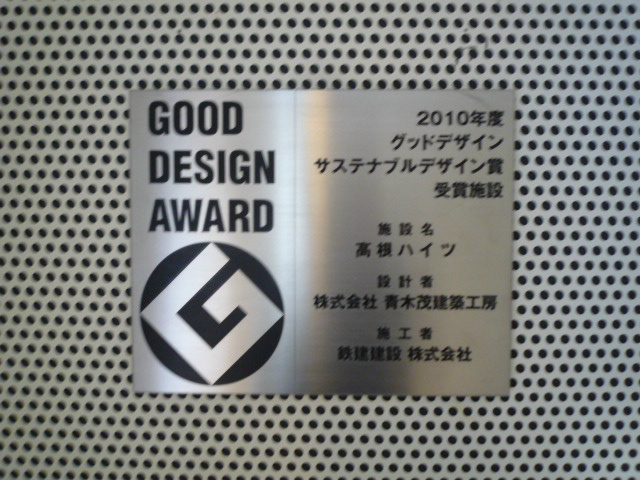 GOOD
DESIGN
AWARD
2010年度
グッドデザイン
サステナブルデザイン賞
受賞施設
施設名
高根ハイツ
設計者
株式会社 青木茂建築工房
施工者
鉄建建設 株式会社